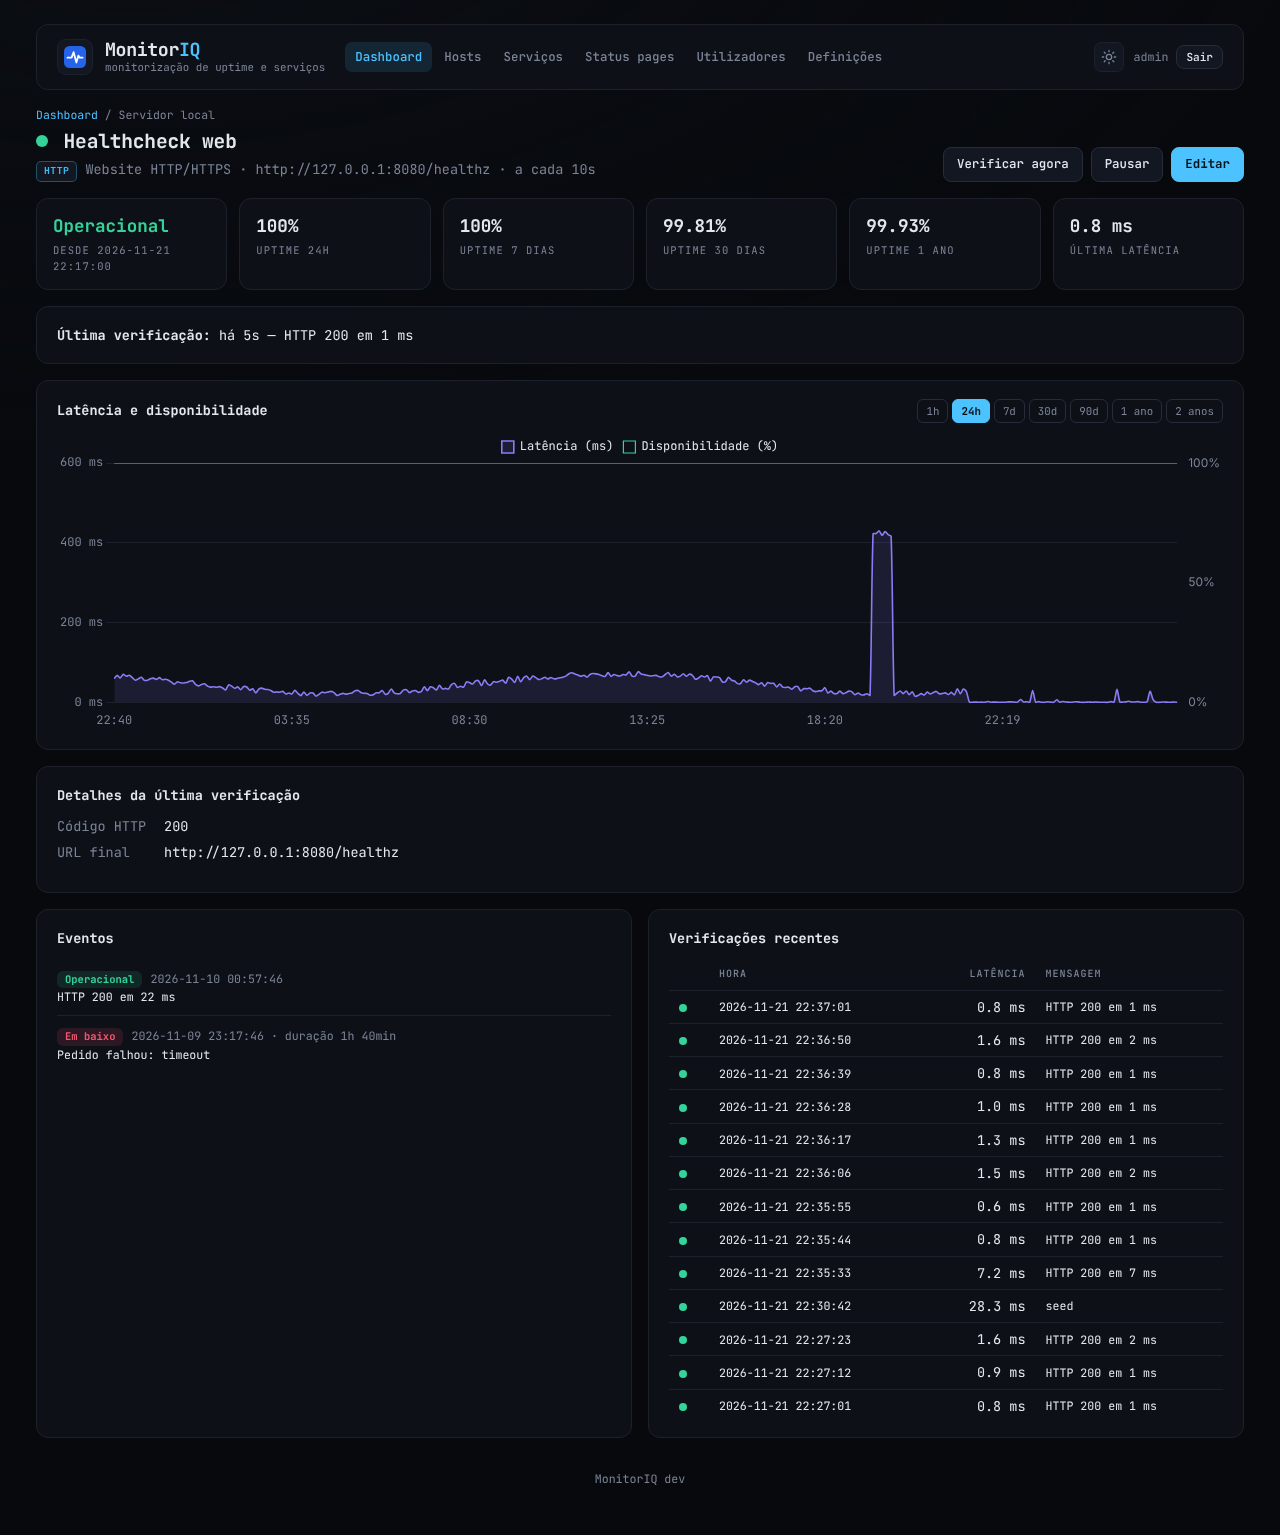 MonitorIQ
monitorização de uptime e serviços
Dashboard Hosts Serviços Status pages Utilizadores Definições
admin Sair
Dashboard / Servidor local
Healthcheck web
HTTP Website HTTP/HTTPS · http://127.0.0.1:8080/healthz · a cada 10s
Verificar agora Pausar Editar
Operacional
DESDE 2026-11-21
22:17:00
100%
UPTIME 24H
100%
UPTIME 7 DIAS
99.81%
UPTIME 30 DIAS
99.93%
UPTIME 1 ANO
0.8 ms
ÚLTIMA LATÊNCIA
Última verificação: há 5s — HTTP 200 em 1 ms
Latência e disponibilidade
1h 24h 7d 30d 90d 1 ano 2 anos
Latência (ms) Disponibilidade (%)
600 ms 100%
400 ms
50%
200 ms
0 ms 0%
22:40 03:35 08:30 13:25 18:20 22:19
Detalhes da última verificação
Código HTTP 200
URL final http://127.0.0.1:8080/healthz
Eventos
Operacional 2026-11-10 00:57:46
HTTP 200 em 22 ms
Em baixo 2026-11-09 23:17:46 · duração 1h 40min
Pedido falhou: timeout
Verificações recentes
HORA LATÊNCIA MENSAGEM
2026-11-21 22:37:01 0.8 ms HTTP 200 em 1 ms
2026-11-21 22:36:50 1.6 ms HTTP 200 em 2 ms
2026-11-21 22:36:39 0.8 ms HTTP 200 em 1 ms
2026-11-21 22:36:28 1.0 ms HTTP 200 em 1 ms
2026-11-21 22:36:17 1.3 ms HTTP 200 em 1 ms
2026-11-21 22:36:06 1.5 ms HTTP 200 em 2 ms
2026-11-21 22:35:55 0.6 ms HTTP 200 em 1 ms
2026-11-21 22:35:44 0.8 ms HTTP 200 em 1 ms
2026-11-21 22:35:33 7.2 ms HTTP 200 em 7 ms
2026-11-21 22:30:42 28.3 ms seed
2026-11-21 22:27:23 1.6 ms HTTP 200 em 2 ms
2026-11-21 22:27:12 0.9 ms HTTP 200 em 1 ms
2026-11-21 22:27:01 0.8 ms HTTP 200 em 1 ms
MonitorIQ dev